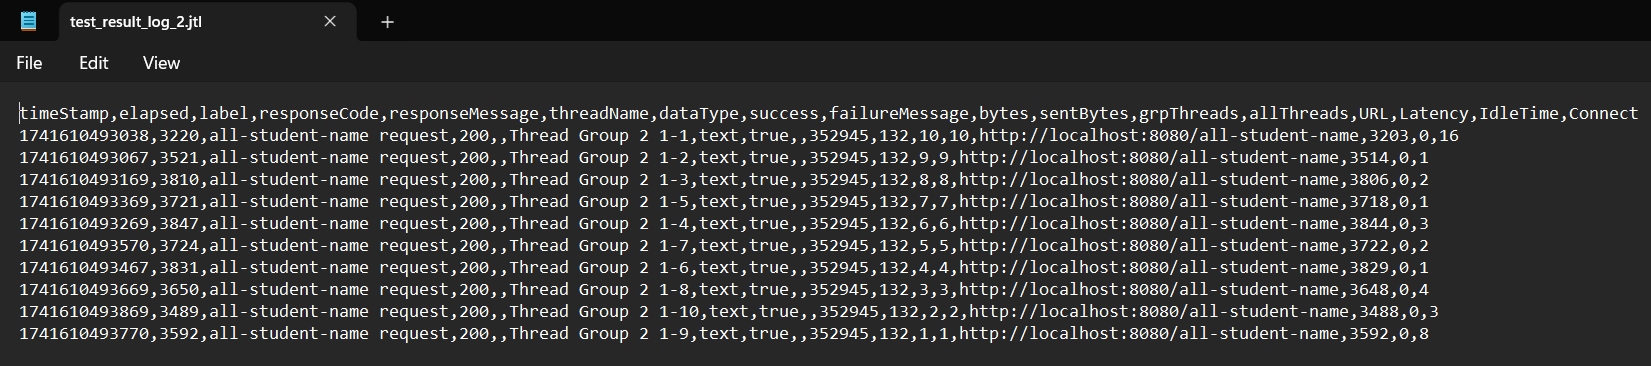 test_result_log_2.jtl
File Edit View
timeStamp,elapsed,label,responseCode,responseMessage,threadName,dataType,success,failureMessage,bytes,sentBytes,grpThreads,allThreads,URL,Latency,IdleTime,Connect
1741610493038,3220,all-student-name request,200,,Thread Group 2 1-1,text,true,,352945,132,10,10,http://localhost:8080/all-student-name,3203,0,16
1741610493067,3521,all-student-name request,200,,Thread Group 2 1-2,text,true,,352945,132,9,9,http://localhost:8080/all-student-name,3514,0,1
1741610493169,3810,all-student-name request,200,,Thread Group 2 1-3,text,true,,352945,132,8,8,http://localhost:8080/all-student-name,3806,0,2
1741610493369,3721,all-student-name request,200,,Thread Group 2 1-5,text,true,,352945,132,7,7,http://localhost:8080/all-student-name,3718,0,1
1741610493269,3847,all-student-name request,200,,Thread Group 2 1-4,text,true,,352945,132,6,6,http://localhost:8080/all-student-name,3844,0,3
1741610493570,3724,all-student-name request,200,,Thread Group 2 1-7,text,true,,352945,132,5,5,http://localhost:8080/all-student-name,3722,0,2
1741610493467,3831,all-student-name request,200,,Thread Group 2 1-6,text,true,,352945,132,4,4,http://localhost:8080/all-student-name,3829,0,1
1741610493669,3650,all-student-name request,200,,Thread Group 2 1-8,text,true,,352945,132,3,3,http://localhost:8080/all-student-name,3648,0,4
1741610493869,3489,all-student-name request,200,,Thread Group 2 1-10,text,true,,352945,132,2,2,http://localhost:8080/all-student-name,3488,0,3
1741610493770,3592,all-student-name request,200,,Thread Group 2 1-9,text,true,,352945,132,1,1,http://localhost:8080/all-student-name,3592,0,8